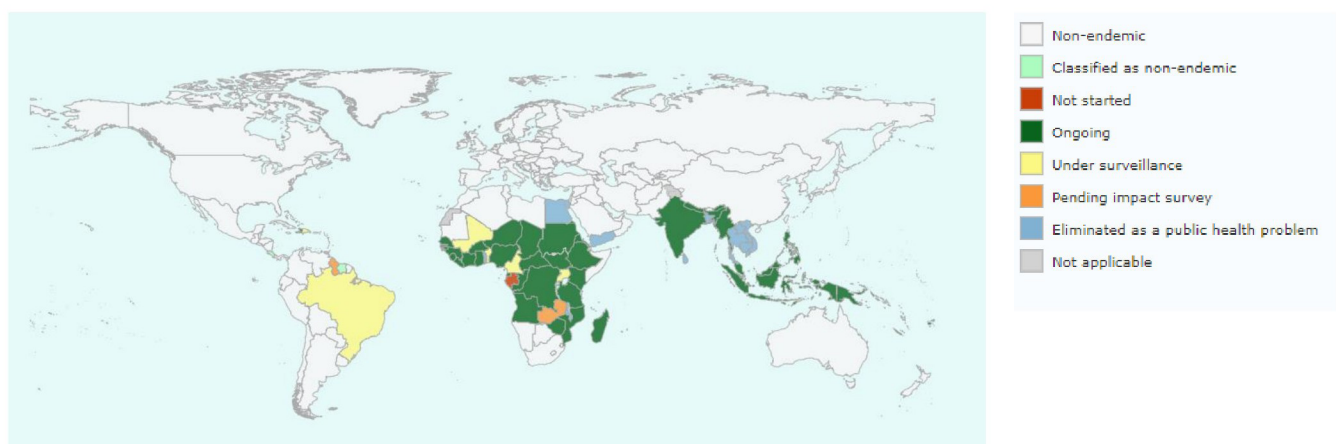 Non-endemic
Classified as non-endemic
Not started
Ongoing
Under surveillance
Pending impact survey
Eliminated as a public health problem
Not applicable